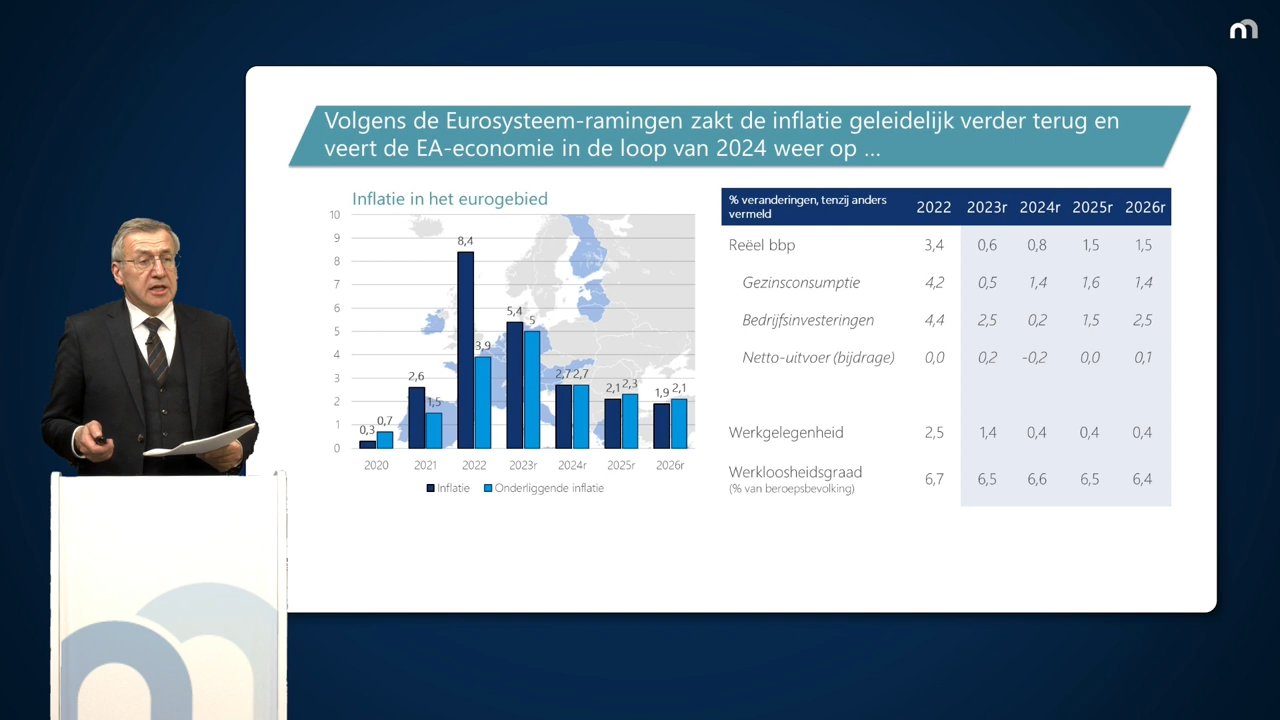 Volgens de Eurosysteem-ramingen zakt de inflatie geleidelijk verder terug en
veert de EA-economie in de loop van 2024 weer op ...
Inflatie in het eurogebied
10
9
8
7
6
5
4
3
2
1
0
0,3 0,7
2,6 1,5
8,4 3,9
5,4 5
2,7 2,7
2,1 2,3
1,9 2,1
2020 2021 2022 2023r 2024r 2025r 2026r
Inflatie Onderliggende inflatie
% veranderingen, tenzij anders
vermeld
2022 2023r 2024r 2025r 2026r
Reëel bbp 3,4 0,6 0,8 1,5 1,5
Gezinsconsumptie 4,2 0,5 1,4 1,6 1,4
Bedrijfsinvesteringen 4,4 2,5 0,2 1,5 2,5
Netto-uitvoer (bijdrage) 0,0 0,2 -0,2 0,0 0,1
Werkgelegenheid 2,5 1,4 0,4 0,4 0,4
Werkloosheidsgraad 6,7 6,5 6,6 6,5 6,4
(% van beroepsbevolking)